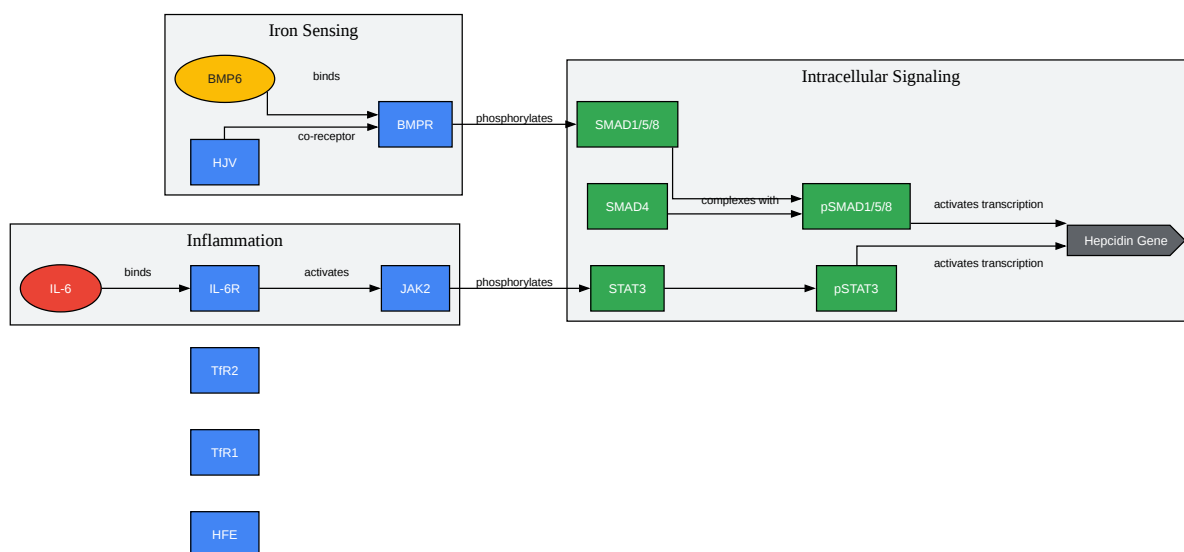 Iron Sensing
BMP6
binds
BMPR
co-receptor
HJV
phosphorylates
Intracellular Signaling
SMAD1/5/8
SMAD4
complexes with
pSMAD1/5/8
activates transcription
Hepcidin Gene
activates transcription
Inflammation
IL-6
binds
IL-6R
activates
JAK2
phosphorylates
STAT3
pSTAT3
TfR2
TfR1
HFE